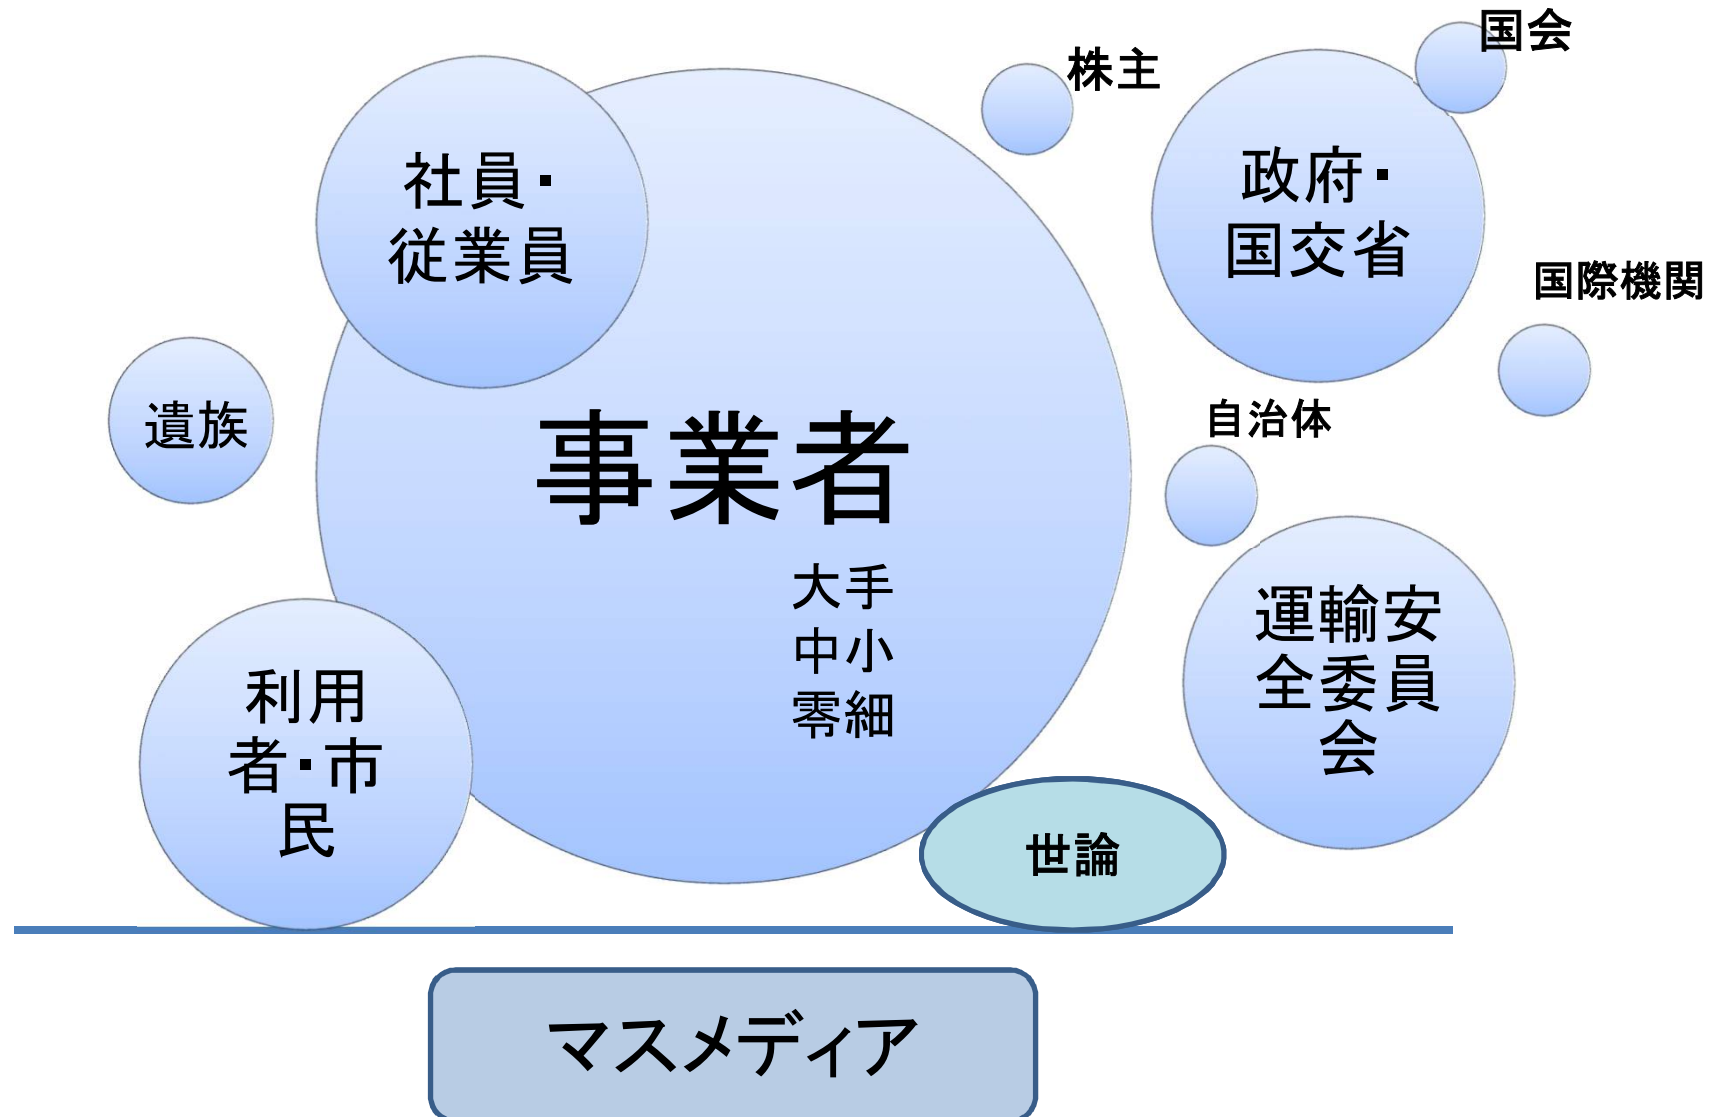 国会
株主
社員・
従業員
政府・
国交省
国際機関
遺族
自治体
事業者
大手
中小
零細
運輸安
全委員
会
利用
者・市
民
世論
マスメディア